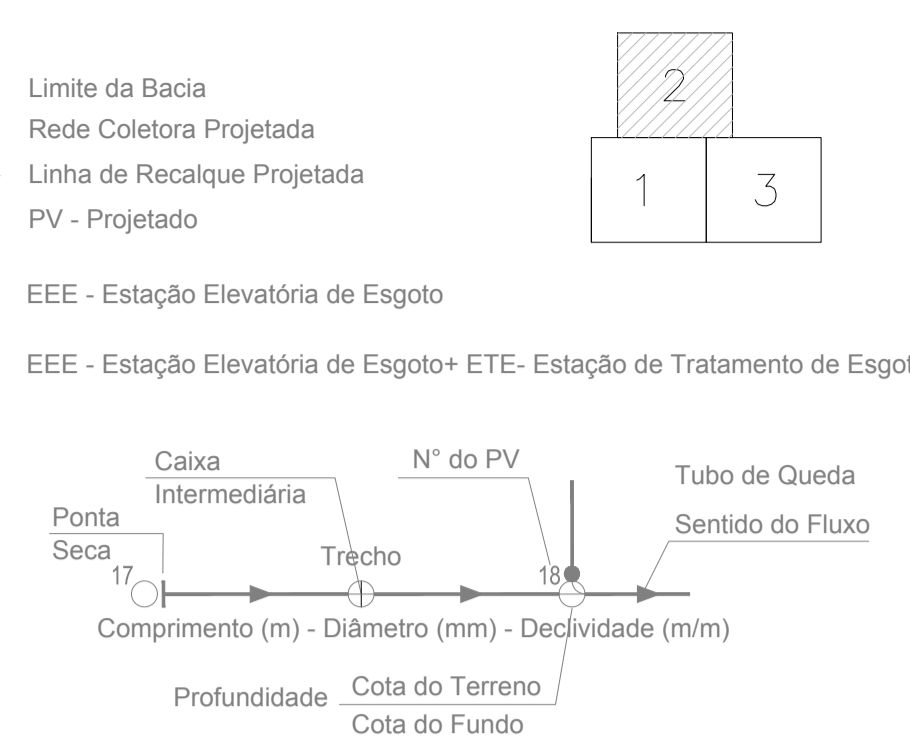 Limite da Bacia
Rede Coletora Projetada
Linha de Recalque Projetada
PV - Projetado
2
1
3
EEE - Estação Elevatória de Esgoto
EEE - Estação Elevatória de Esgoto+ ETE- Estação de Tratamento de Esgot
Caixa
Intermediária
N° do PV
Tubo de Queda
Ponta
Seca
Sentido do Fluxo
Trecho
17
18
Comprimento (m) - Diâmetro (mm) - Declividade (m/m)
Profundidade
Cota do Terreno
Cota do Fundo